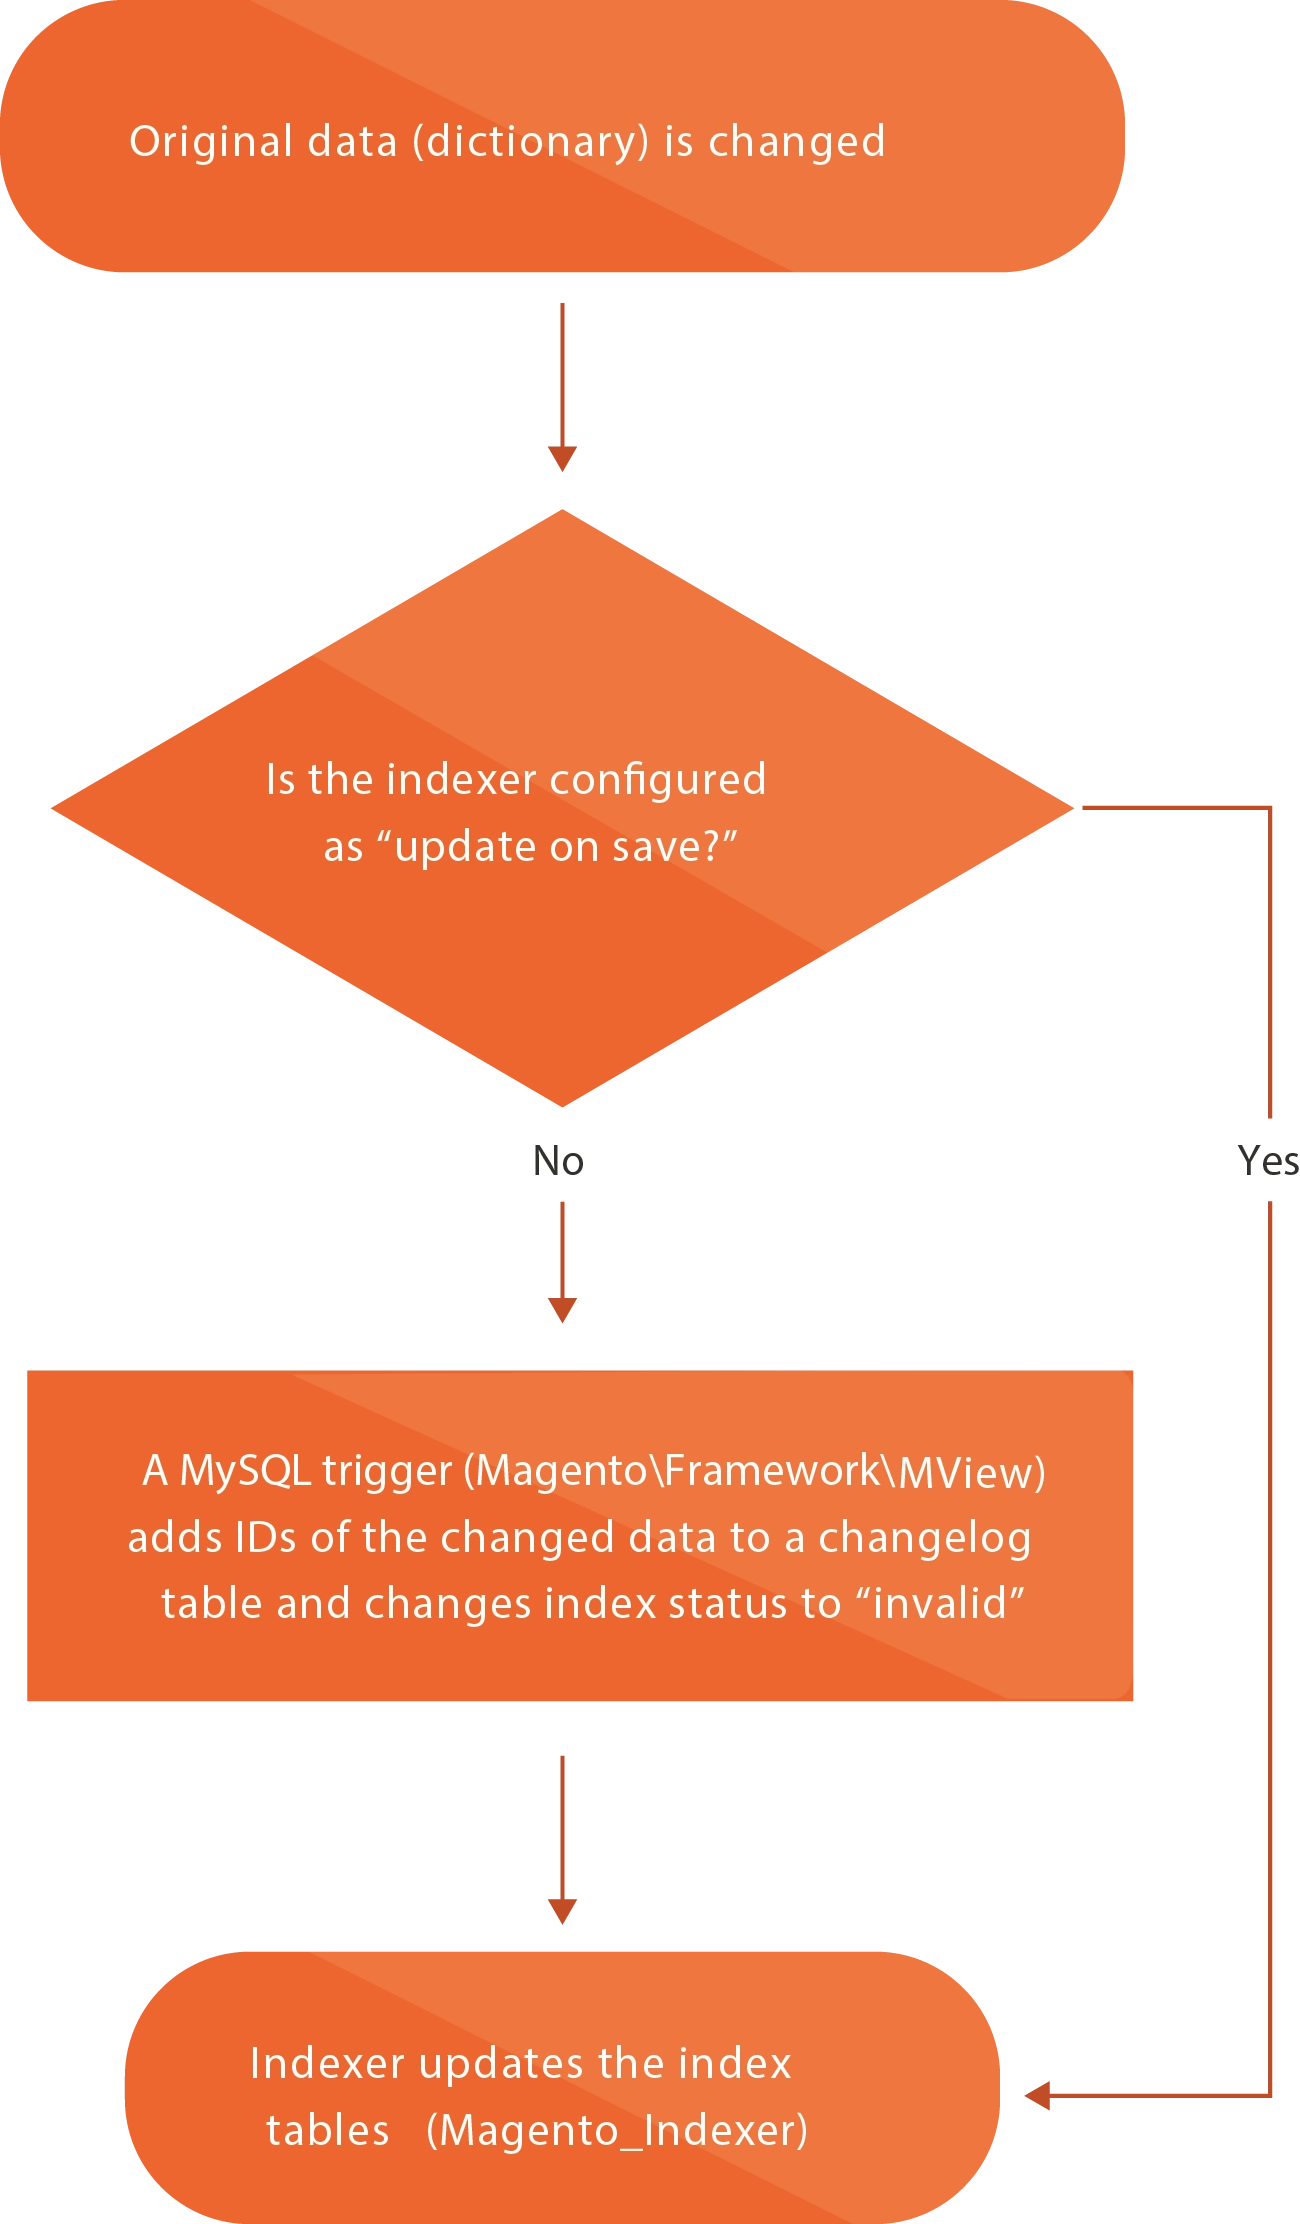 Original data (dictionary) is changed
Is the indexer configured
as “update on save?”
No
Yes
A MySQL trigger (Magento\Framework\MView)
adds IDs of the changed data to a changelog
table and changes index status to “invalid”
Indexer updates the index
tables (Magento_Indexer)